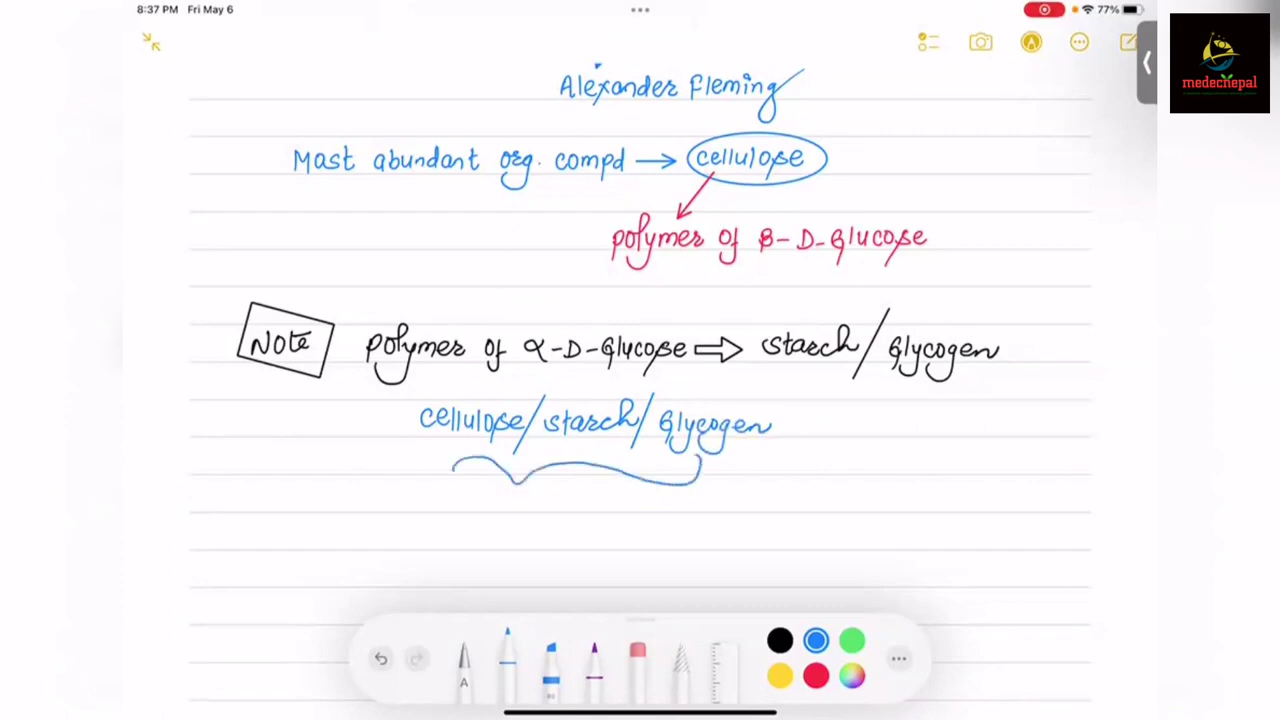 8:37 PM Fri May 6
77%
medecnepal
Alexander Fleming
Mast abundant org. compd → cellulose
polymer of β-D-Glucose
Note polymer of α-D-Glucose ⇒ starch/Glycogen
cellulose/starch/Glycogen
A